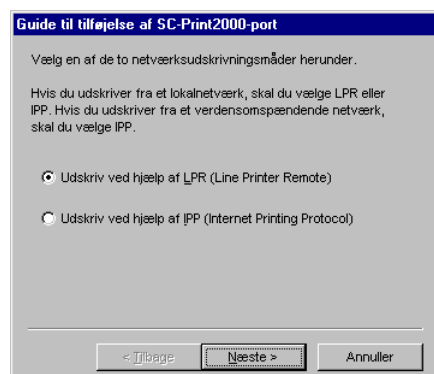 Guide til tilføjelse af SC-Print2000-port
Vælg en af de to netværksudskrivningsmåder herunder.
Hvis du udskriver fra et lokalnetværk, skal du vælge LPR eller
IPP. Hvis du udskriver fra et verdensomspændende netværk,
skal du vælge IPP.
Udskriv ved hjælp af LPR (Line Printer Remote)
Udskriv ved hjælp af IPP (Internet Printing Protocol)
< Tilbage Næste > Annuller